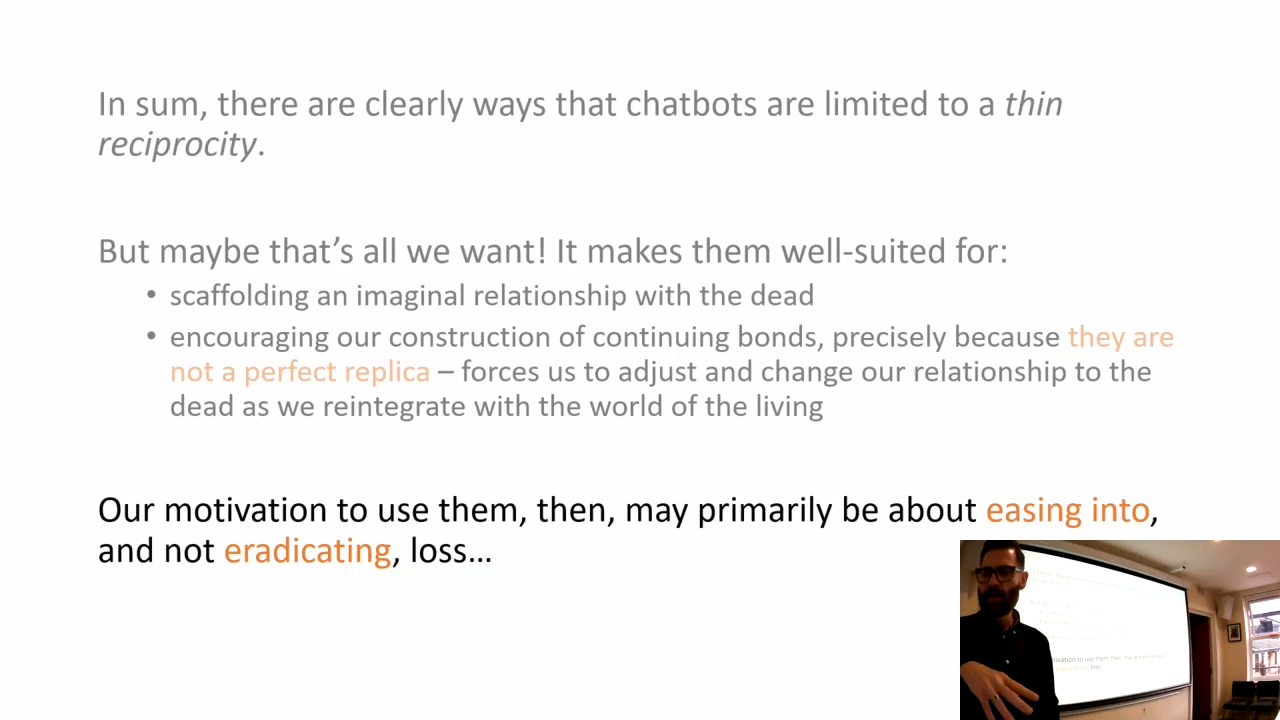 In sum, there are clearly ways that chatbots are limited to a thin
reciprocity.
But maybe that’s all we want! It makes them well-suited for:
• scaffolding an imaginal relationship with the dead
• encouraging our construction of continuing bonds, precisely because they are
not a perfect replica – forces us to adjust and change our relationship to the
dead as we reintegrate with the world of the living
Our motivation to use them, then, may primarily be about easing into,
and not eradicating, loss…